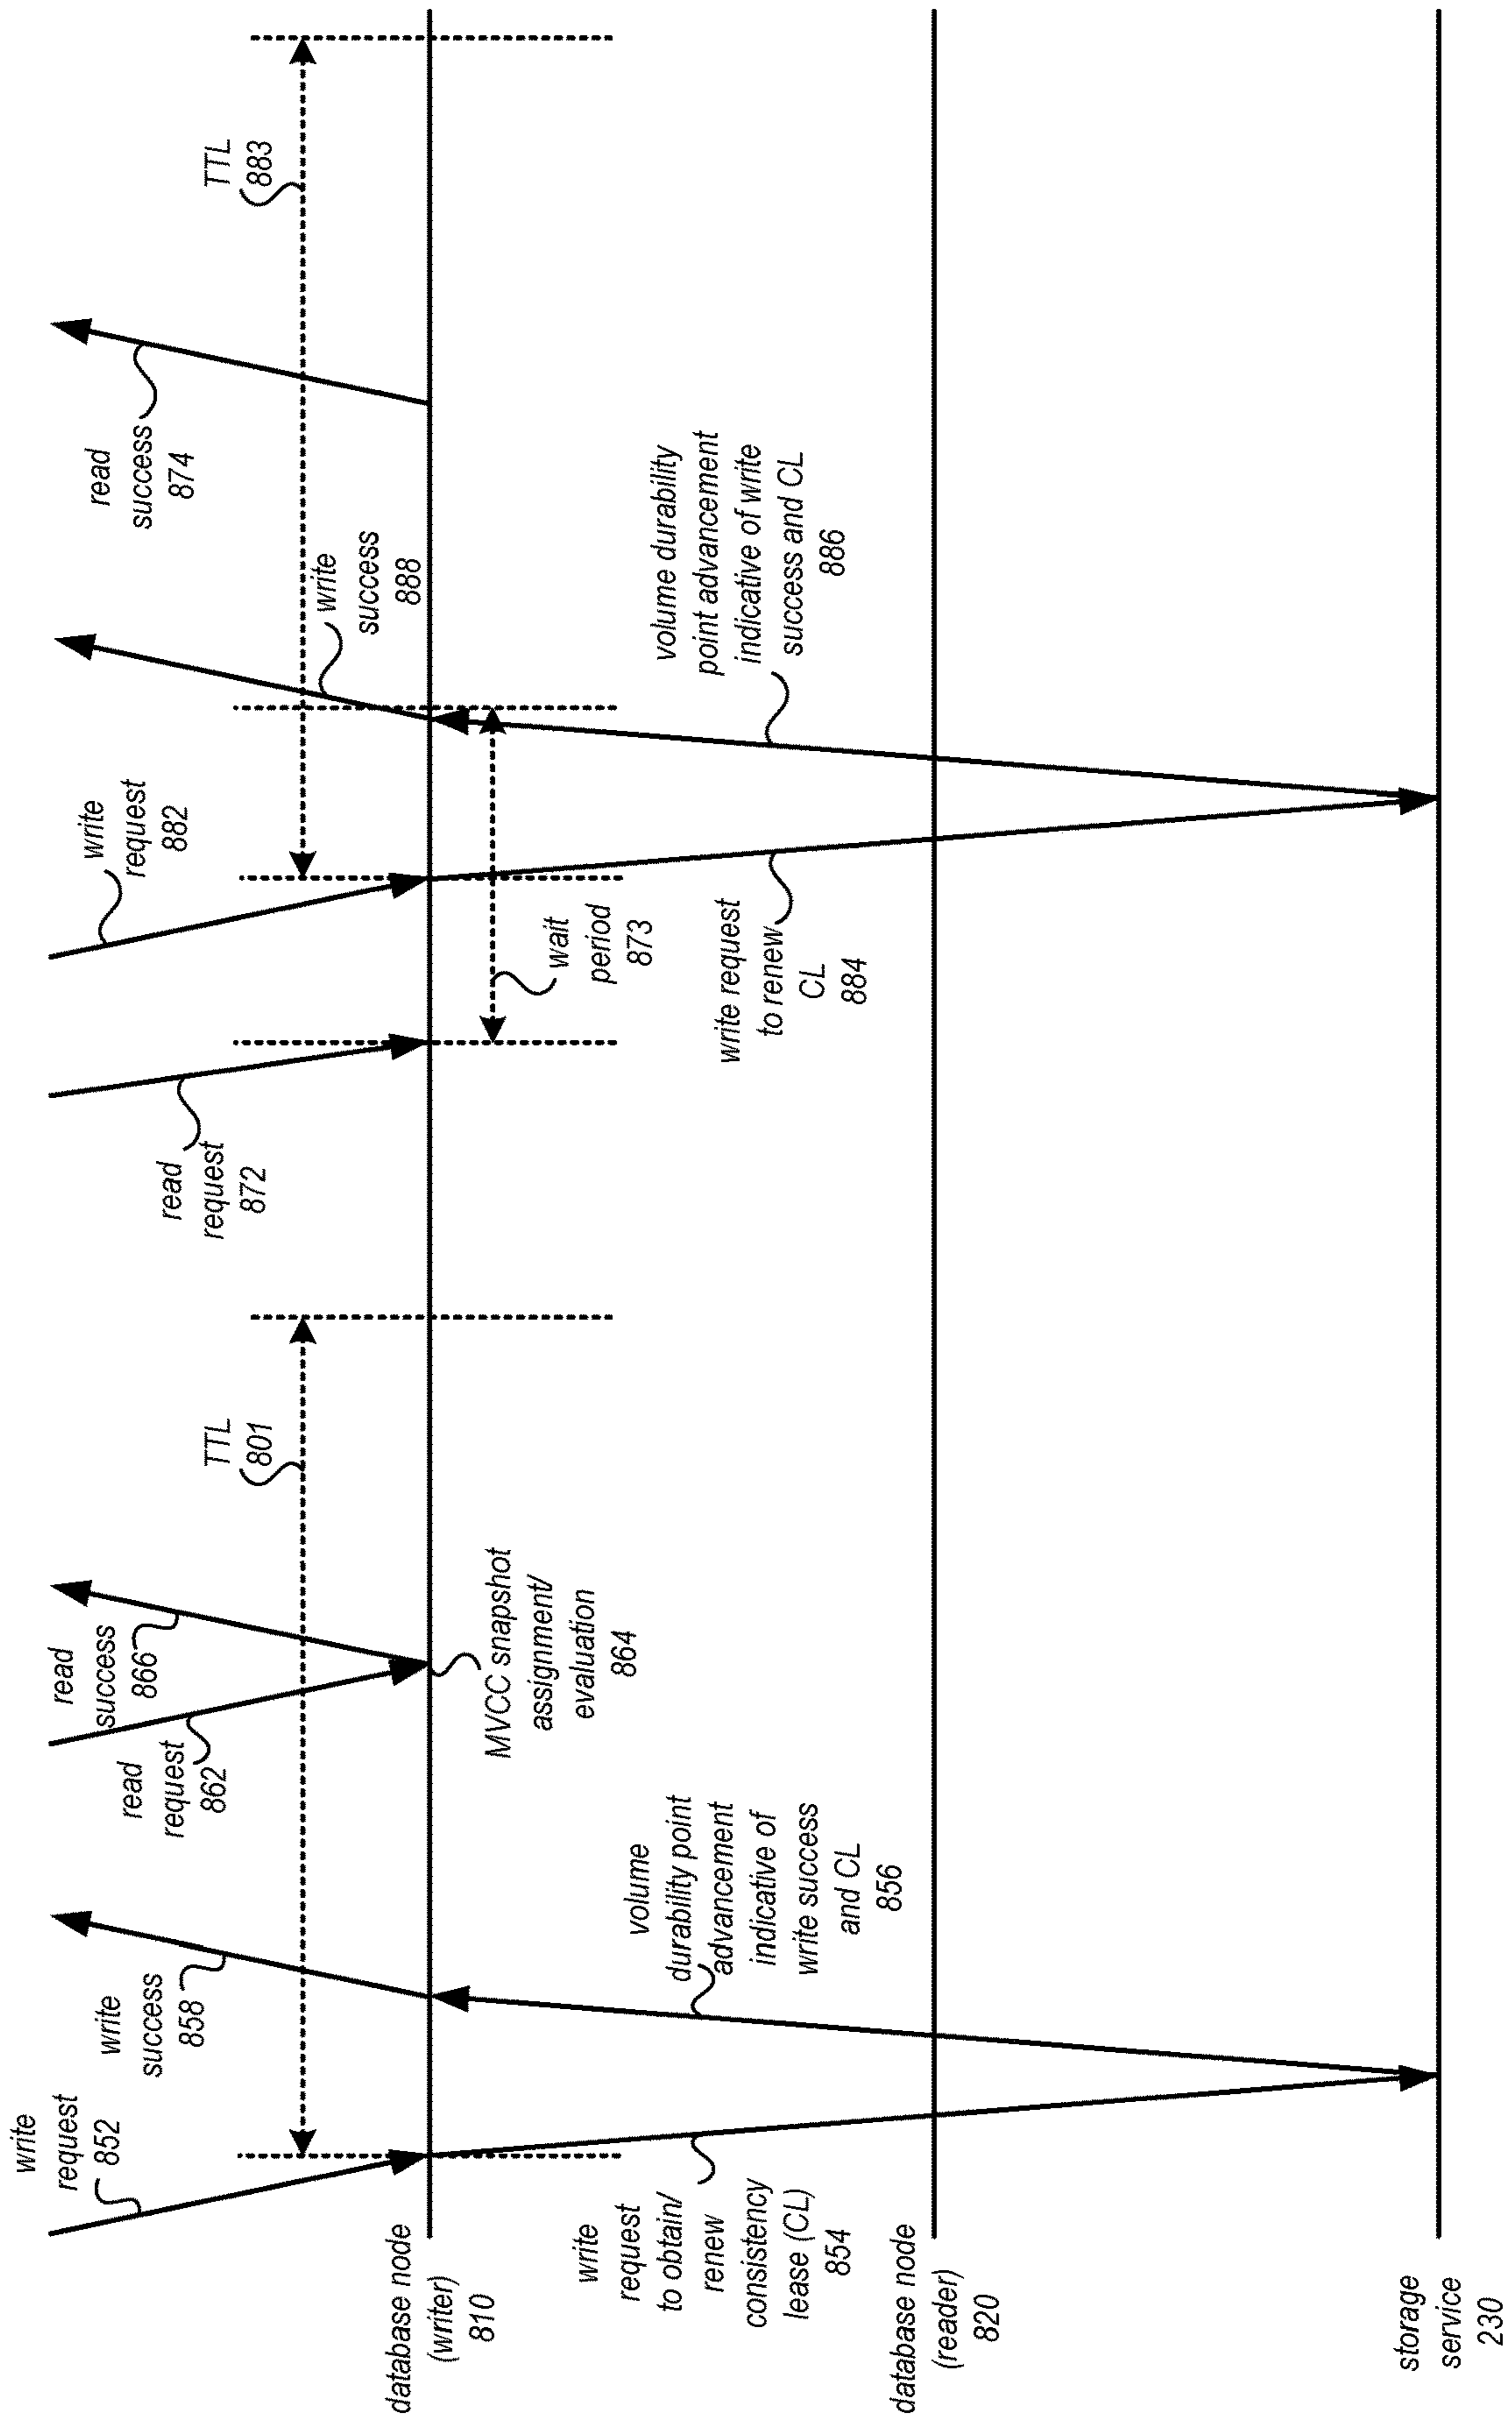 write
request
852
write
success
858
read
success
866
read
request
862
TTL
801
read
request
872
write
request
882
write
success
888
read
success
874
TTL
883
database node
(writer)
810
write
request
to obtain/
renew
consistency
lease (CL)
854
volume
durability point
advancement
indicative of
write success
and CL
856
MVCC snapshot
assignment/
evaluation
864
wait
period
873
write request
to renew
CL
884
volume durability
point advancement
indicative of write
success and CL
886
database node
(reader)
820
storage
service
230